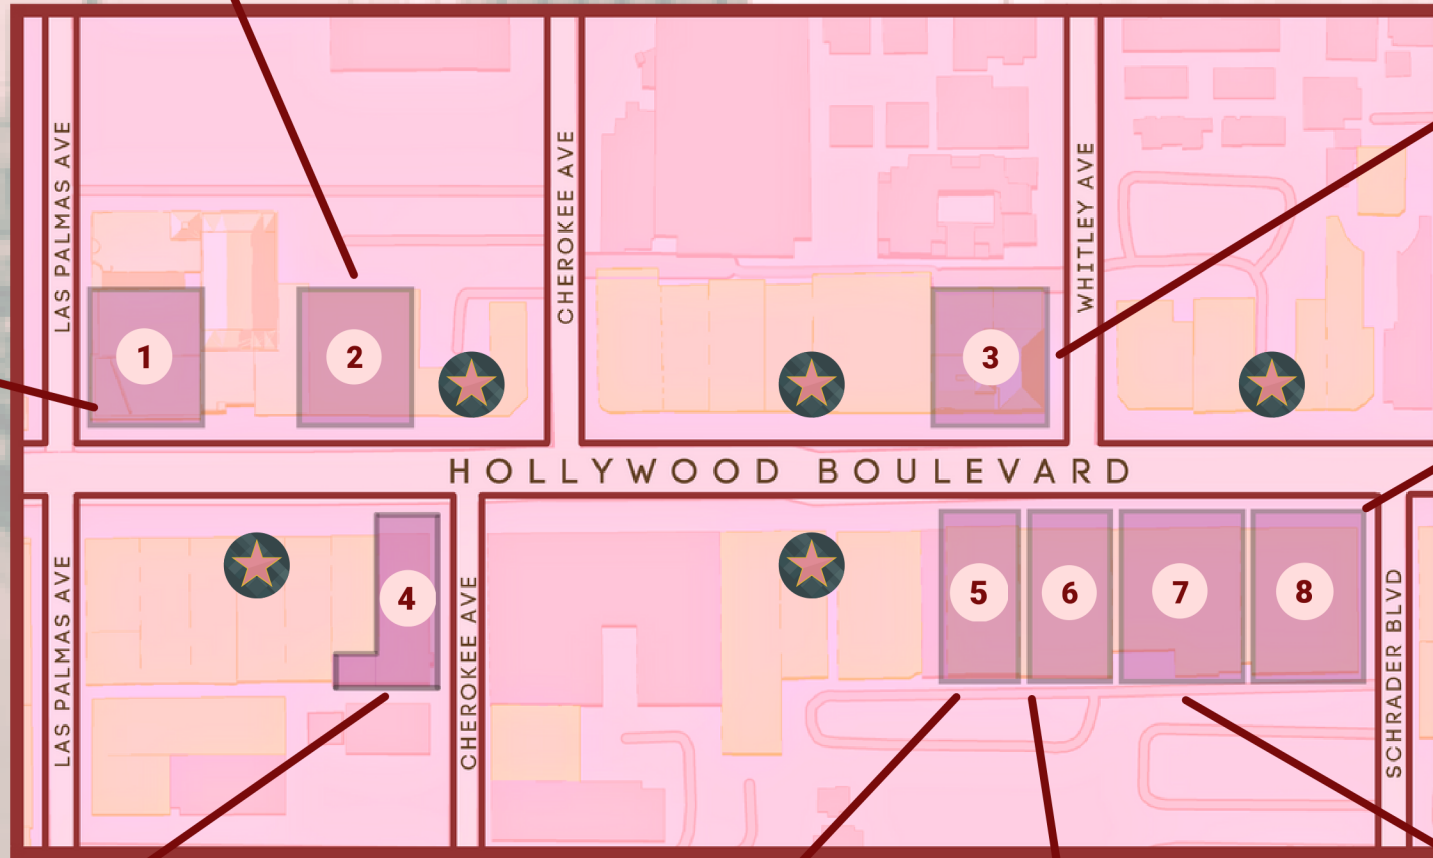 LAS PALMAS AVE
CHEROKEE AVE
WHITLEY AVE
1
2
3
HOLLYWOOD BOULEVARD
LAS PALMAS AVE
4
CHEROKEE AVE
5
6
7
8
SCHRADER BLVD